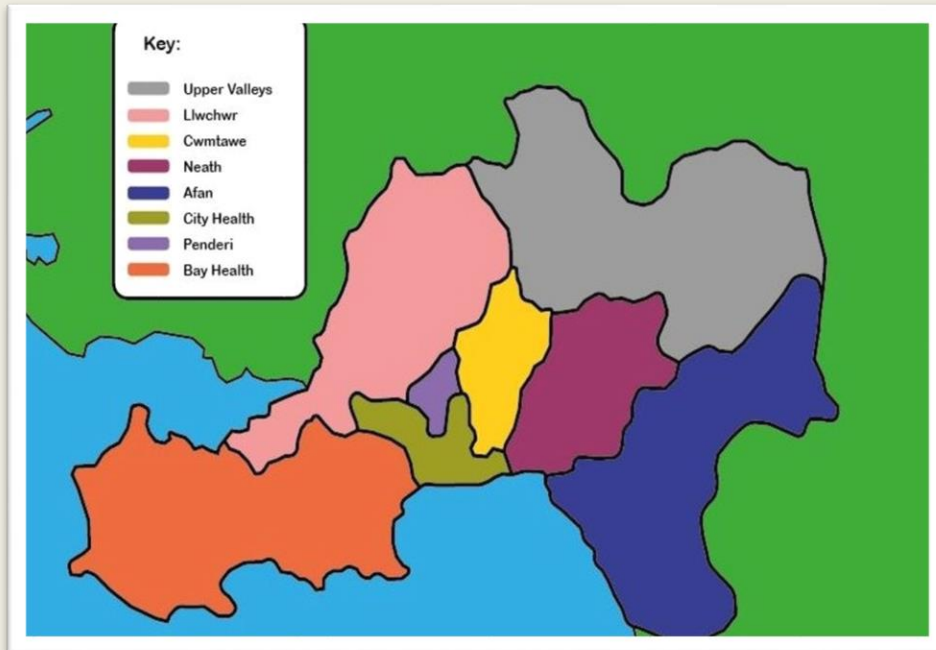 Key:
Upper Valleys
Llwchwr
Cwmtawe
Neath
Afan
City Health
Penderi
Bay Health